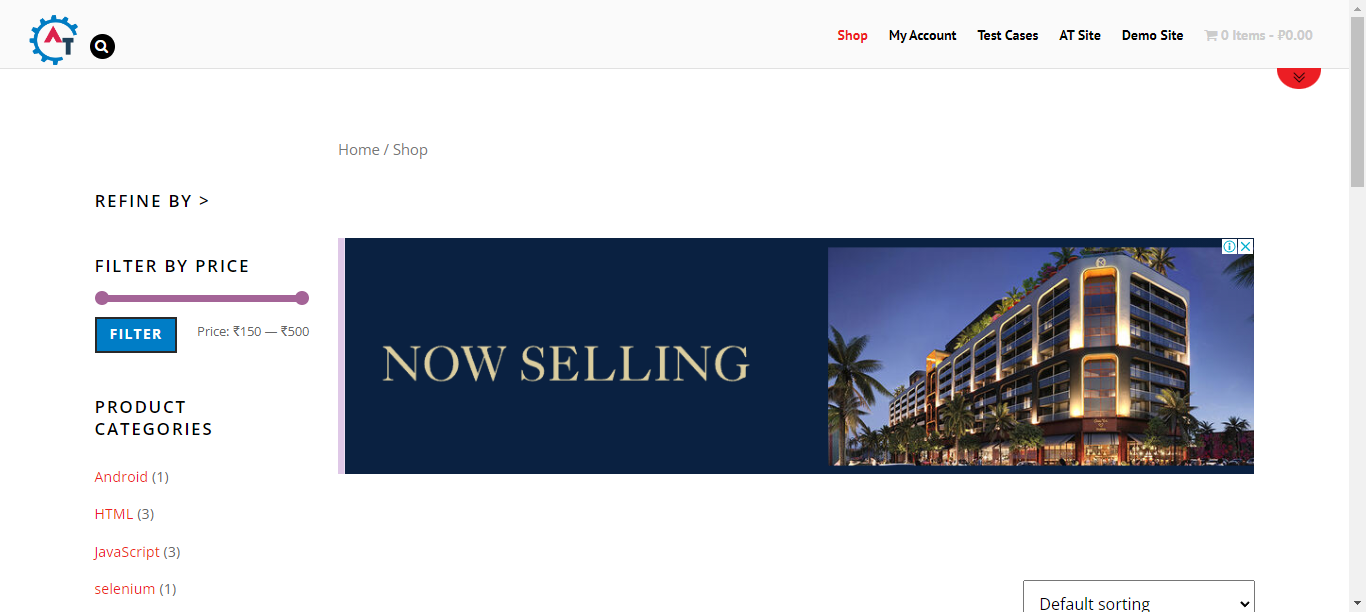 AT
Shop
My Account
Test Cases
AT Site
Demo Site
0 Items - ₽0.00
Home / Shop
REFINE BY >
FILTER BY PRICE
FILTER
Price: ₹150 — ₹500
NOW SELLING
PRODUCT
CATEGORIES
Android (1)
HTML (3)
JavaScript (3)
selenium (1)
Default sorting